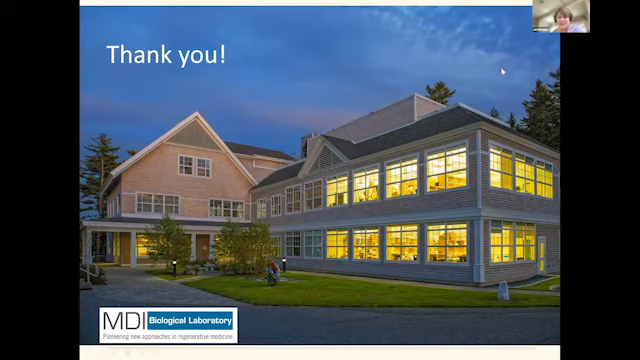 Thank you!
MDI Biological Laboratory
Pioneering new approaches in regenerative medicine